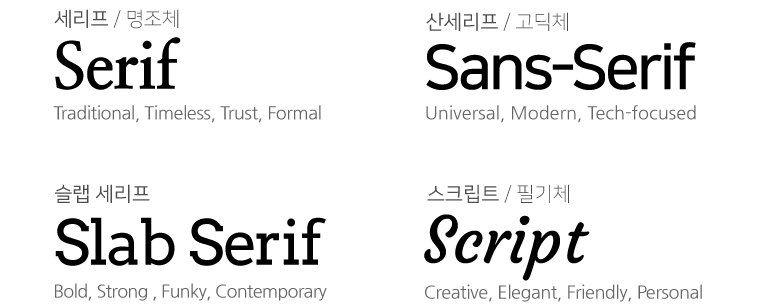 세리프 / 명조체
Serif
Traditional, Timeless, Trust, Formal
산세리프 / 고딕체
Sans-Serif
Universal, Modern, Tech-focused
슬랩 세리프
Slab Serif
Bold, Strong , Funky, Contemporary
스크립트 / 필기체
Script
Creative, Elegant, Friendly, Personal